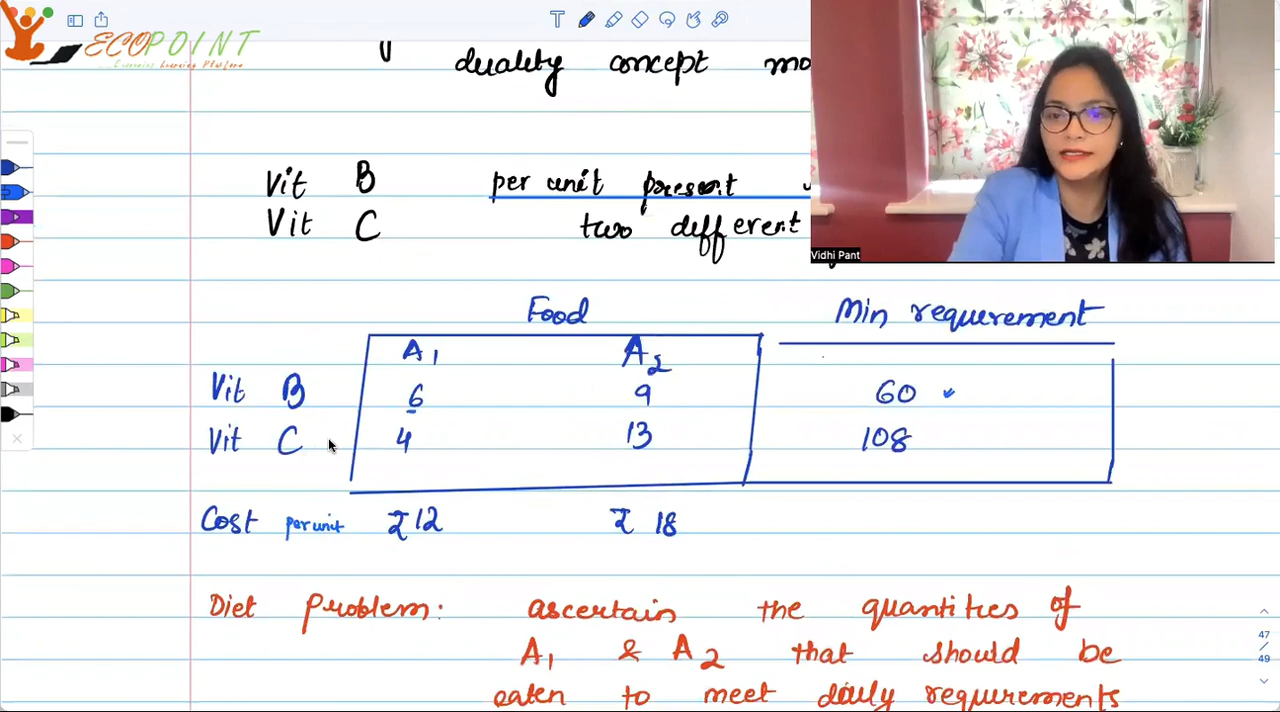 ECOPOINT
Learning Platform
duality concept
Vit B per unit present
Vit C two different
Vidhi Pant
Food Min requirement
A1 A2
Vit B 6 9 60
Vit C 4 13 108
Cost per unit ₹12 ₹ 18
Diet problem: ascertain the quantities of
A1 & A2 that should be
eaten to meet daily requirements
47
/
49